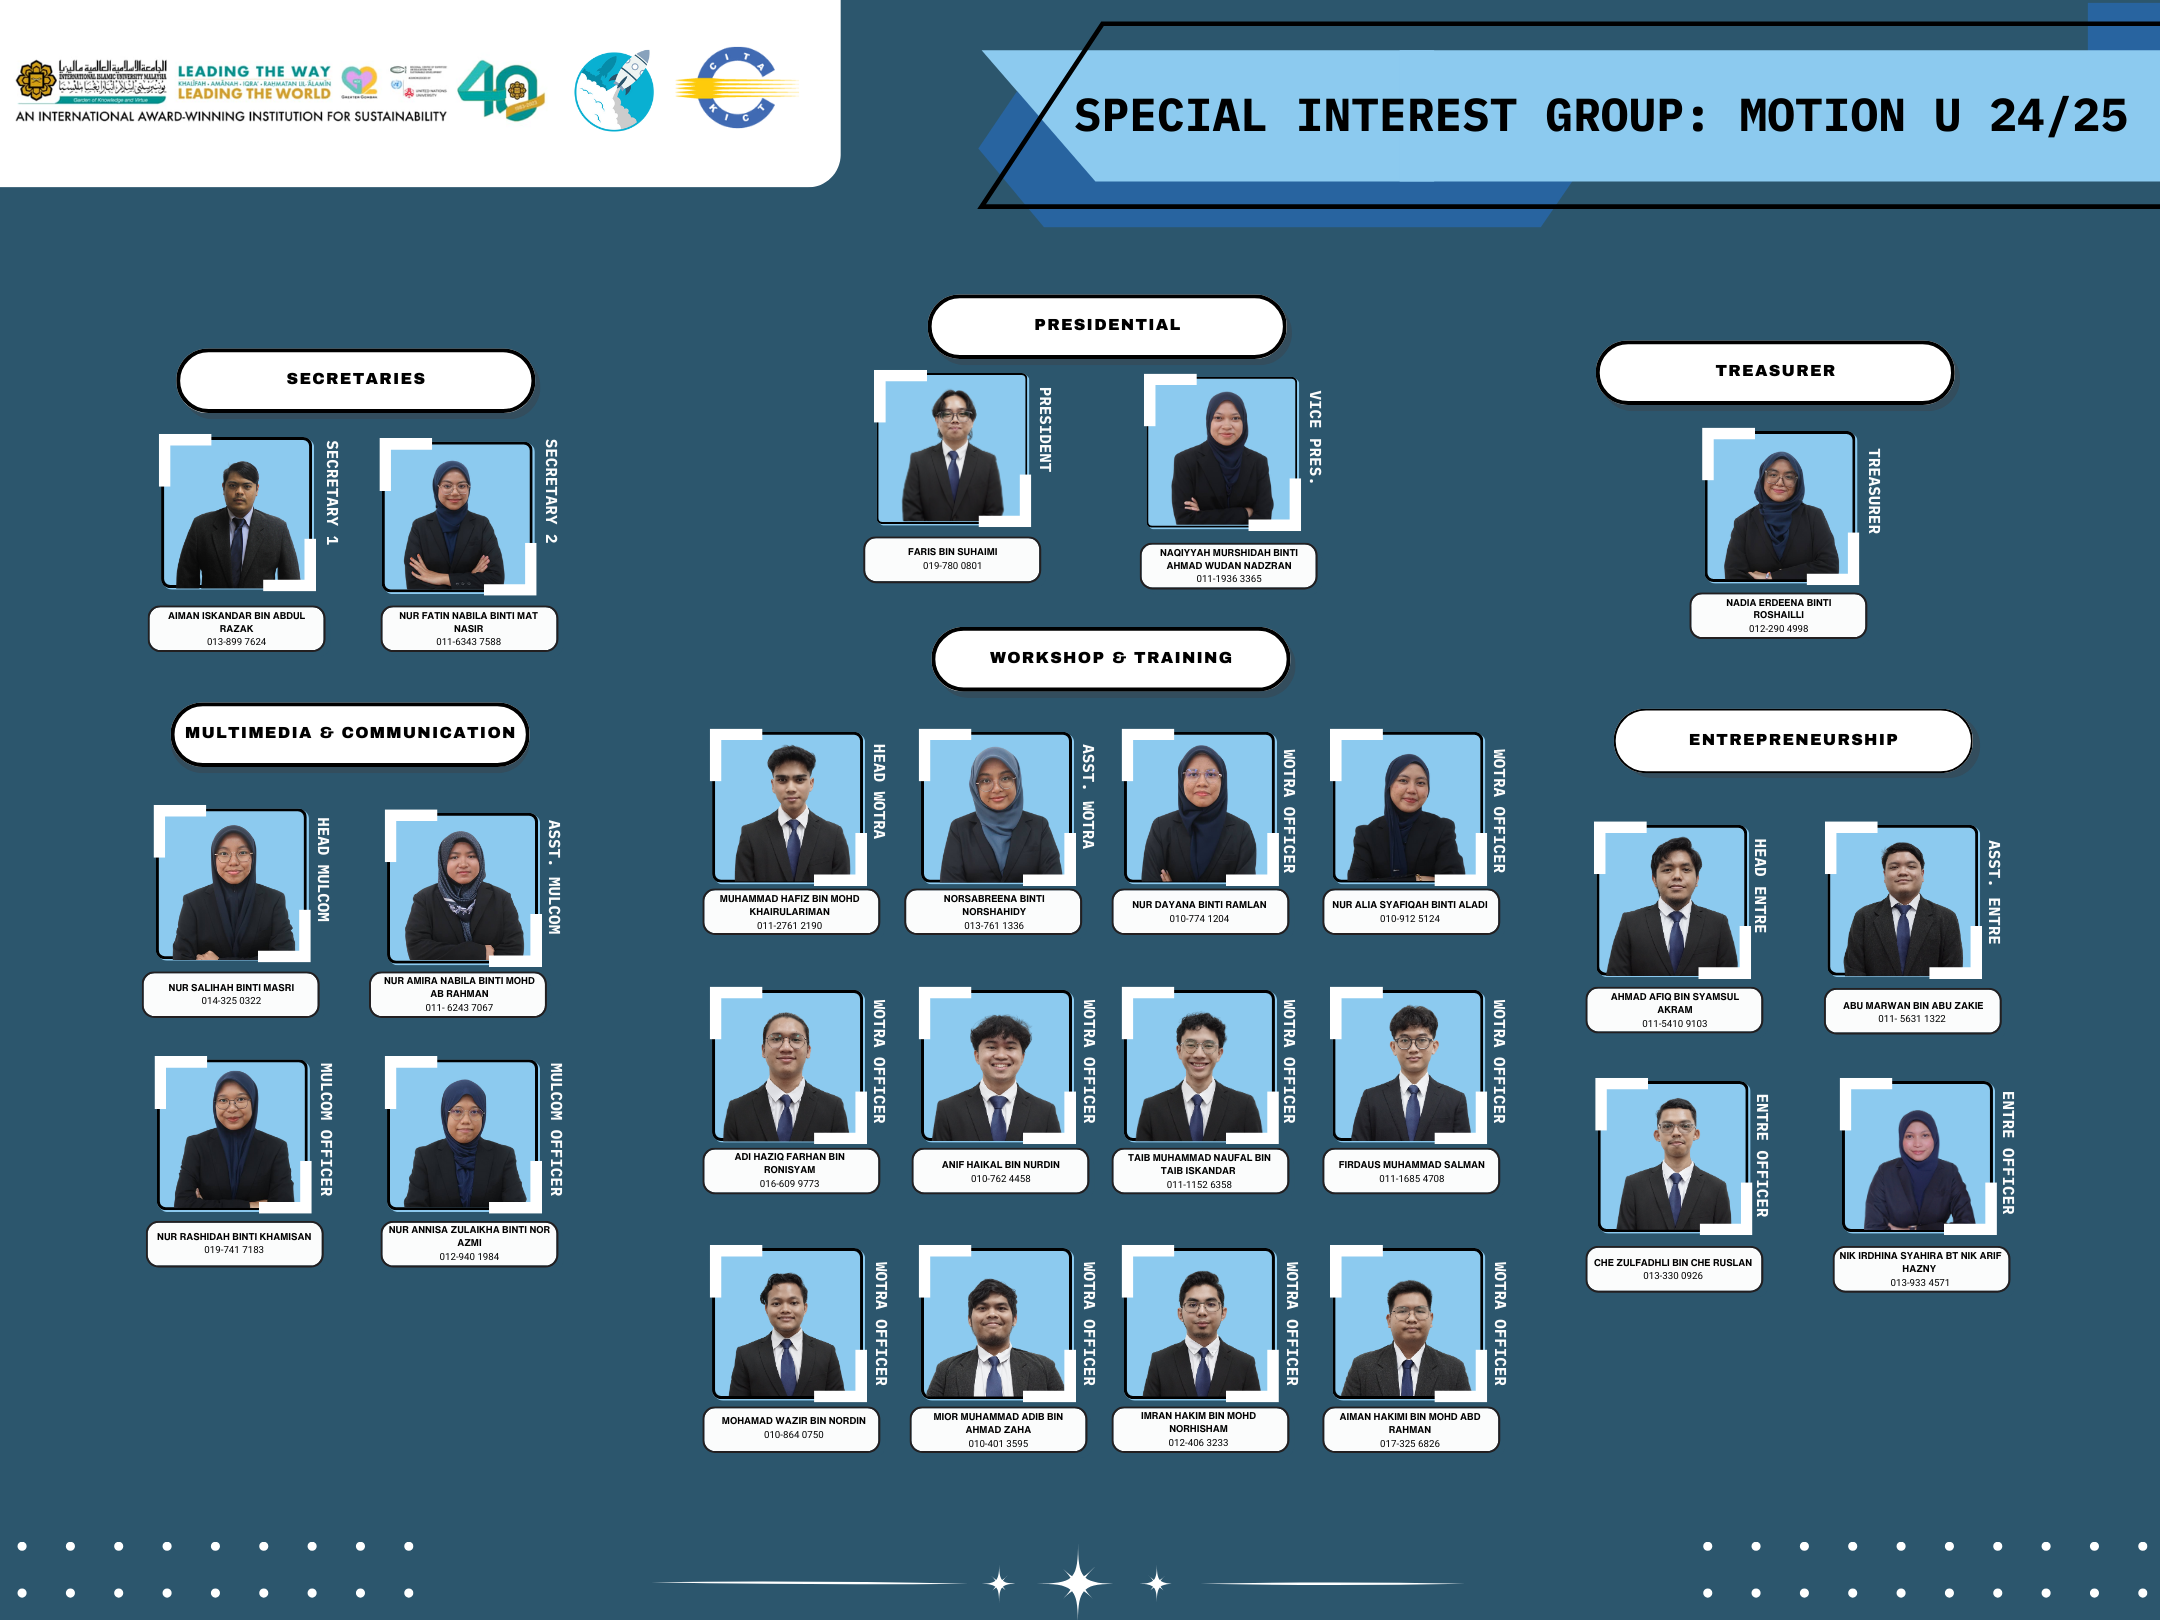 الجامعة الإسلامية العالمية ماليزيا
INTERNATIONAL ISLAMIC UNIVERSITY MALAYSIA
Garden of Knowledge and Virtue
LEADING THE WAY
KHALĪFAH • AMĀNAH • IQRA' • RAHMATAN LIL ĀLAMĪN
LEADING THE WORLD
AN INTERNATIONAL AWARD-WINNING INSTITUTION FOR SUSTAINABILITY
40
CITA
KICT
SPECIAL INTEREST GROUP: MOTION U 24/25
PRESIDENTIAL
PRESIDENT
FARIS BIN SUHAIMI
019-780 0801
VICE PRES.
NAQIYYAH MURSHIDAH BINTI
AHMAD WUDAN NADZRAN
011-1936 3365
SECRETARIES
SECRETARY 1
AIMAN ISKANDAR BIN ABDUL
RAZAK
013-899 7624
SECRETARY 2
NUR FATIN NABILA BINTI MAT
NASIR
011-6343 7588
TREASURER
TREASURER
NADIA ERDEENA BINTI
ROSHAILLI
012-290 4998
MULTIMEDIA & COMMUNICATION
HEAD MULCOM
NUR SALIHAH BINTI MASRI
014-325 0322
ASST. MULCOM
NUR AMIRA NABILA BINTI MOHD
AB RAHMAN
011- 6243 7067
MULCOM OFFICER
NUR RASHIDAH BINTI KHAMISAN
019-741 7183
MULCOM OFFICER
NUR ANNISA ZULAIKHA BINTI NOR
AZMI
012-940 1984
WORKSHOP & TRAINING
HEAD WOTRA
MUHAMMAD HAFIZ BIN MOHD
KHAIRULARIMAN
011-2761 2190
ASST. WOTRA
NORSABREENA BINTI
NORSHAHIDY
013-761 1336
WOTRA OFFICER
NUR DAYANA BINTI RAMLAN
010-774 1204
WOTRA OFFICER
NUR ALIA SYAFIQAH BINTI ALADI
010-912 5124
WOTRA OFFICER
ADI HAZIQ FARHAN BIN
RONISYAM
016-609 9773
WOTRA OFFICER
ANIF HAIKAL BIN NURDIN
010-762 4458
WOTRA OFFICER
TAIB MUHAMMAD NAUFAL BIN
TAIB ISKANDAR
011-1152 6358
WOTRA OFFICER
FIRDAUS MUHAMMAD SALMAN
011-1685 4708
WOTRA OFFICER
MOHAMAD WAZIR BIN NORDIN
010-864 0750
WOTRA OFFICER
MIOR MUHAMMAD ADIB BIN
AHMAD ZAHA
010-401 3595
WOTRA OFFICER
IMRAN HAKIM BIN MOHD
NORHISHAM
012-406 3233
WOTRA OFFICER
AIMAN HAKIMI BIN MOHD ABD
RAHMAN
017-325 6826
ENTREPRENEURSHIP
HEAD ENTRE
AHMAD AFIQ BIN SYAMSUL
AKRAM
011-5410 9103
ASST. ENTRE
ABU MARWAN BIN ABU ZAKIE
011- 5631 1322
ENTRE OFFICER
CHE ZULFADHLI BIN CHE RUSLAN
013-330 0926
ENTRE OFFICER
NIK IRDHINA SYAHIRA BT NIK ARIF
HAZNY
013-933 4571